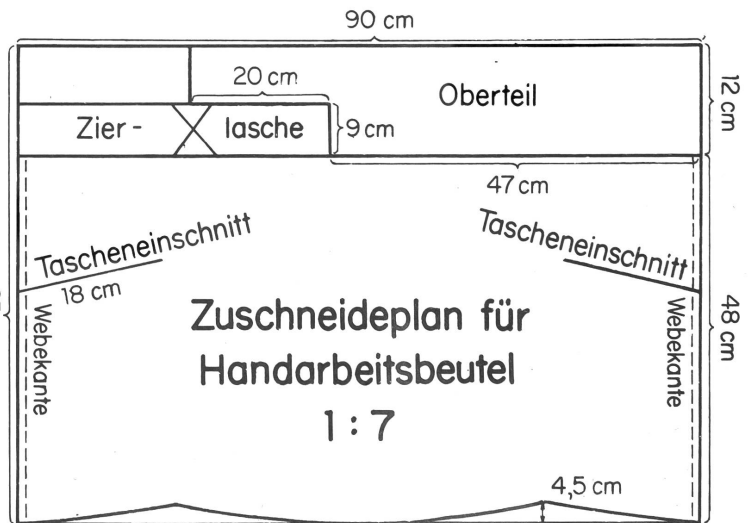 90 cm
20 cm
Oberteil
12 cm
Zier-
lasche
9 cm
47 cm
Tascheneinschnitt
18 cm
Tascheneinschnitt
Webekante
Zuschneideplan für
Handarbeitsbeutel
1 : 7
Webekante
48 cm
4,5 cm